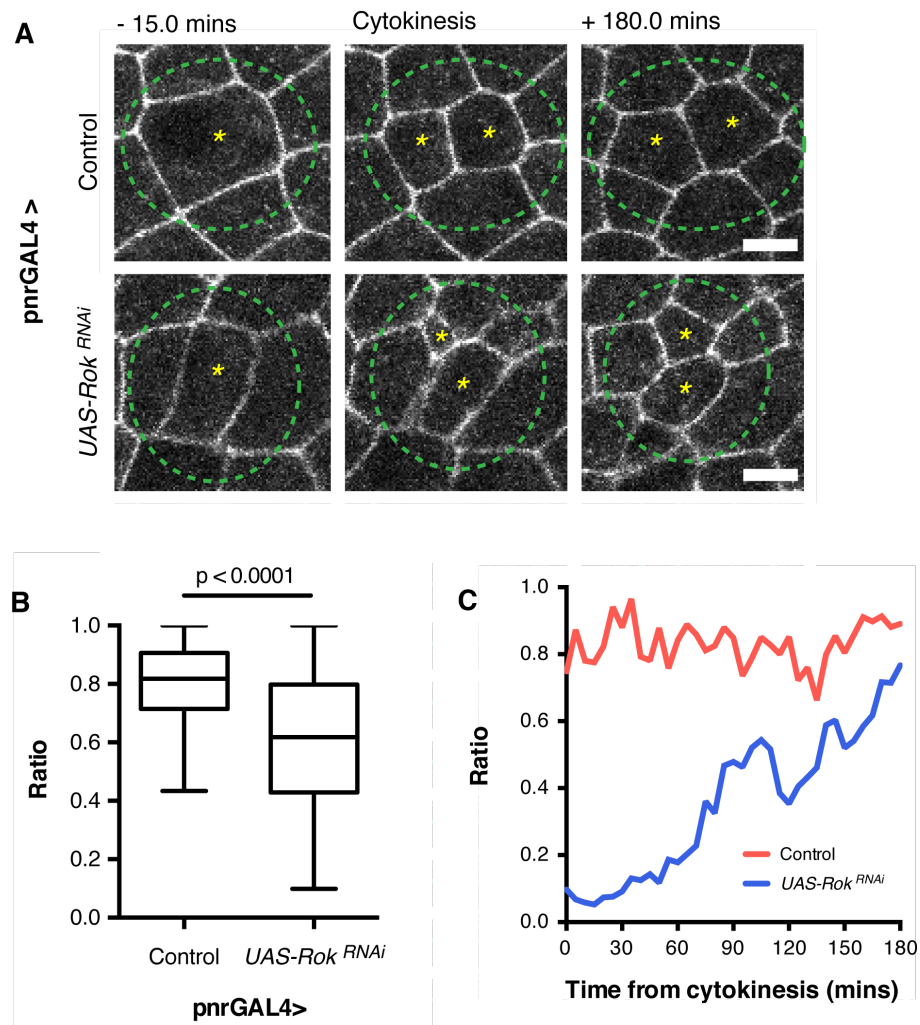 A
- 15.0 mins
Cytokinesis
+ 180.0 mins
pnrGAL4 >
Control
*
* *
* *
UAS-Rok RNAi
*
* *
* *
B
p < 0.0001
Ratio
1.0
0.8
0.6
0.4
0.2
0.0
Control
UAS-Rok RNAi
pnrGAL4>
C
Ratio
1.0
0.8
0.6
0.4
0.2
0.0
Control
UAS-Rok RNAi
0 30 60 90 120 150 180
Time from cytokinesis (mins)